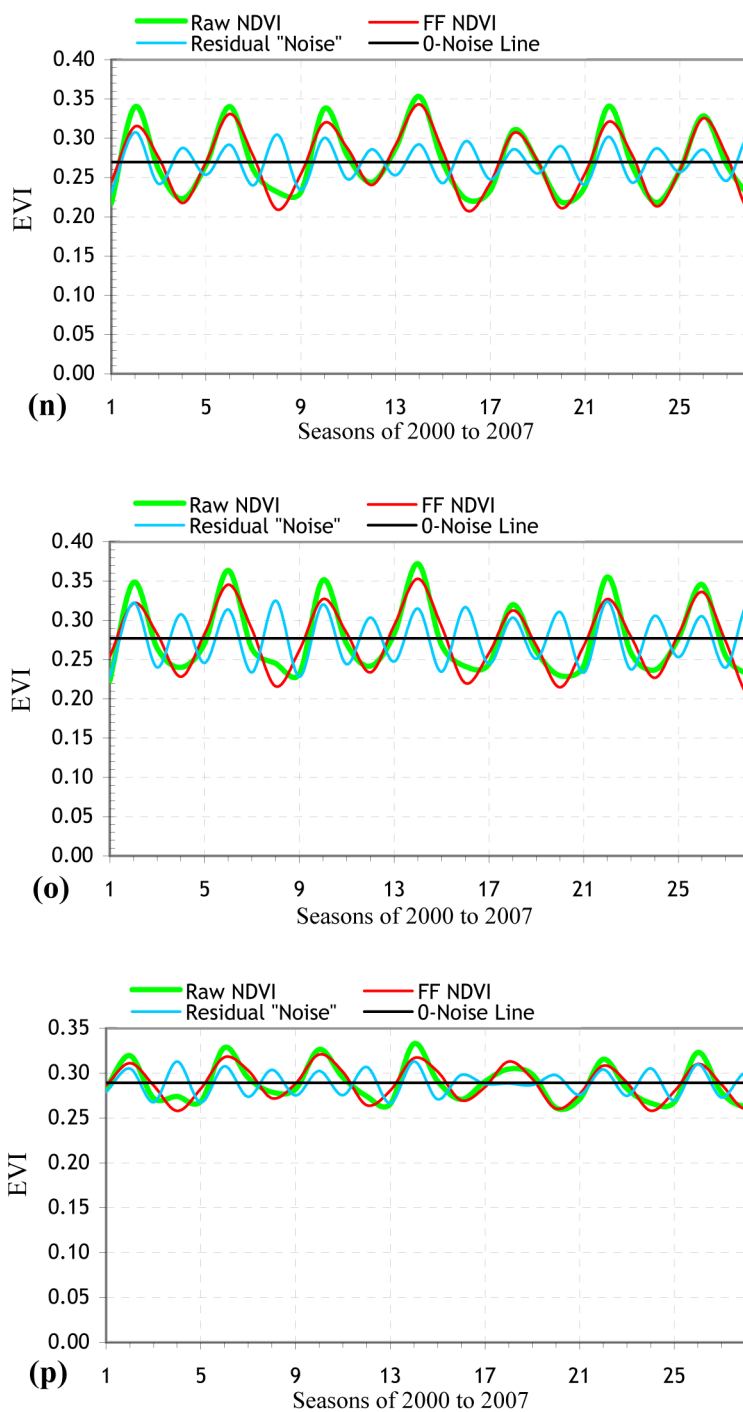 Raw NDVI FF NDVI
Residual "Noise" 0-Noise Line
0.40
0.35
0.30
0.25
0.20
0.15
0.10
0.05
0.00
EVI
(n)
1 5 9 13 17 21 25
Seasons of 2000 to 2007
Raw NDVI FF NDVI
Residual "Noise" 0-Noise Line
0.40
0.35
0.30
0.25
0.20
0.15
0.10
0.05
0.00
EVI
(o)
1 5 9 13 17 21 25
Seasons of 2000 to 2007
Raw NDVI FF NDVI
Residual "Noise" 0-Noise Line
0.35
0.30
0.25
0.20
0.15
0.10
0.05
0.00
EVI
(p)
1 5 9 13 17 21 25
Seasons of 2000 to 2007